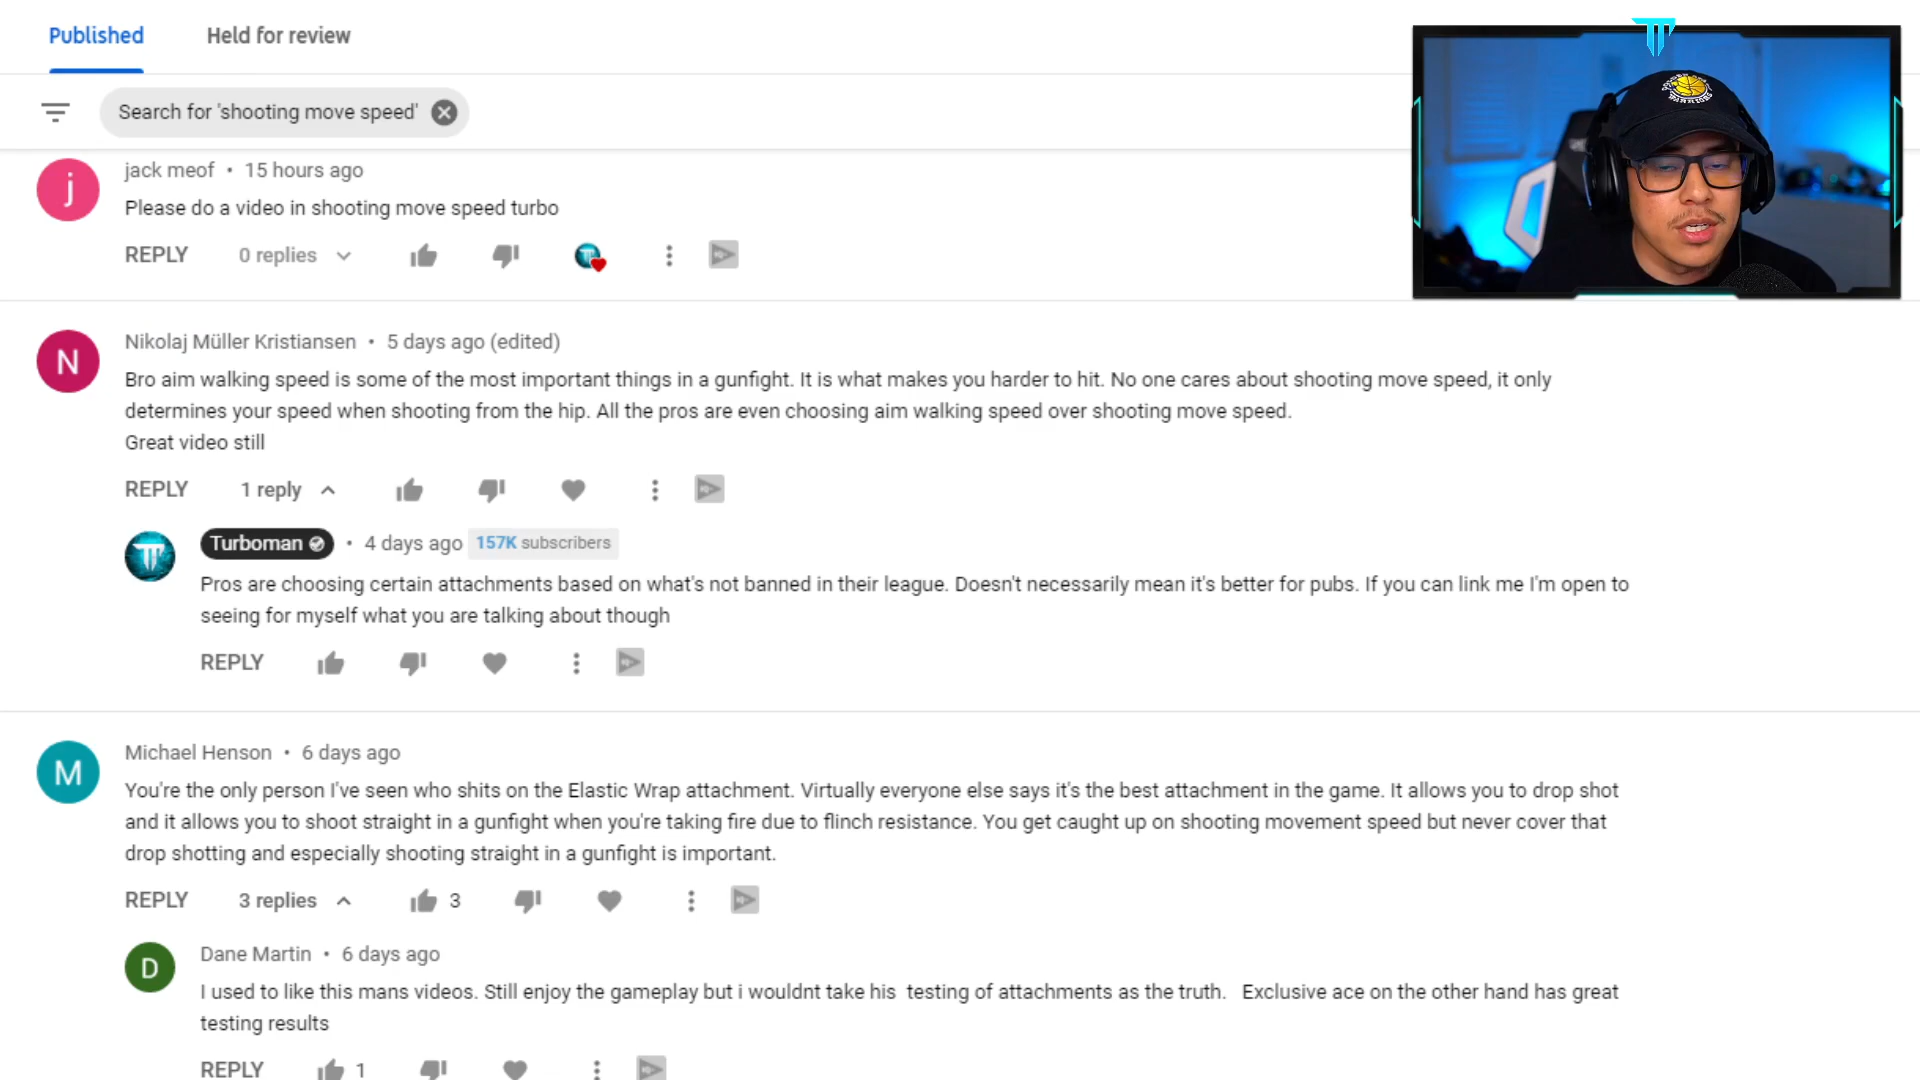 Published
Held for review
Search for 'shooting move speed'
jack meof • 15 hours ago
Please do a video in shooting move speed turbo
REPLY 0 replies
Nikolaj Müller Kristiansen • 5 days ago (edited)
Bro aim walking speed is some of the most important things in a gunfight. It is what makes you harder to hit. No one cares about shooting move speed, it only
determines your speed when shooting from the hip. All the pros are even choosing aim walking speed over shooting move speed.
Great video still
REPLY 1 reply
Turboman • 4 days ago 157K subscribers
Pros are choosing certain attachments based on what's not banned in their league. Doesn't necessarily mean it's better for pubs. If you can link me I'm open to
seeing for myself what you are talking about though
REPLY
Michael Henson • 6 days ago
You're the only person I've seen who shits on the Elastic Wrap attachment. Virtually everyone else says it's the best attachment in the game. It allows you to drop shot
and it allows you to shoot straight in a gunfight when you're taking fire due to flinch resistance. You get caught up on shooting movement speed but never cover that
drop shotting and especially shooting straight in a gunfight is important.
REPLY 3 replies 3
Dane Martin • 6 days ago
I used to like this mans videos. Still enjoy the gameplay but i wouldnt take his  testing of attachments as the truth.   Exclusive ace on the other hand has great
testing results
REPLY 1
j
N
M
D
WARRIORS